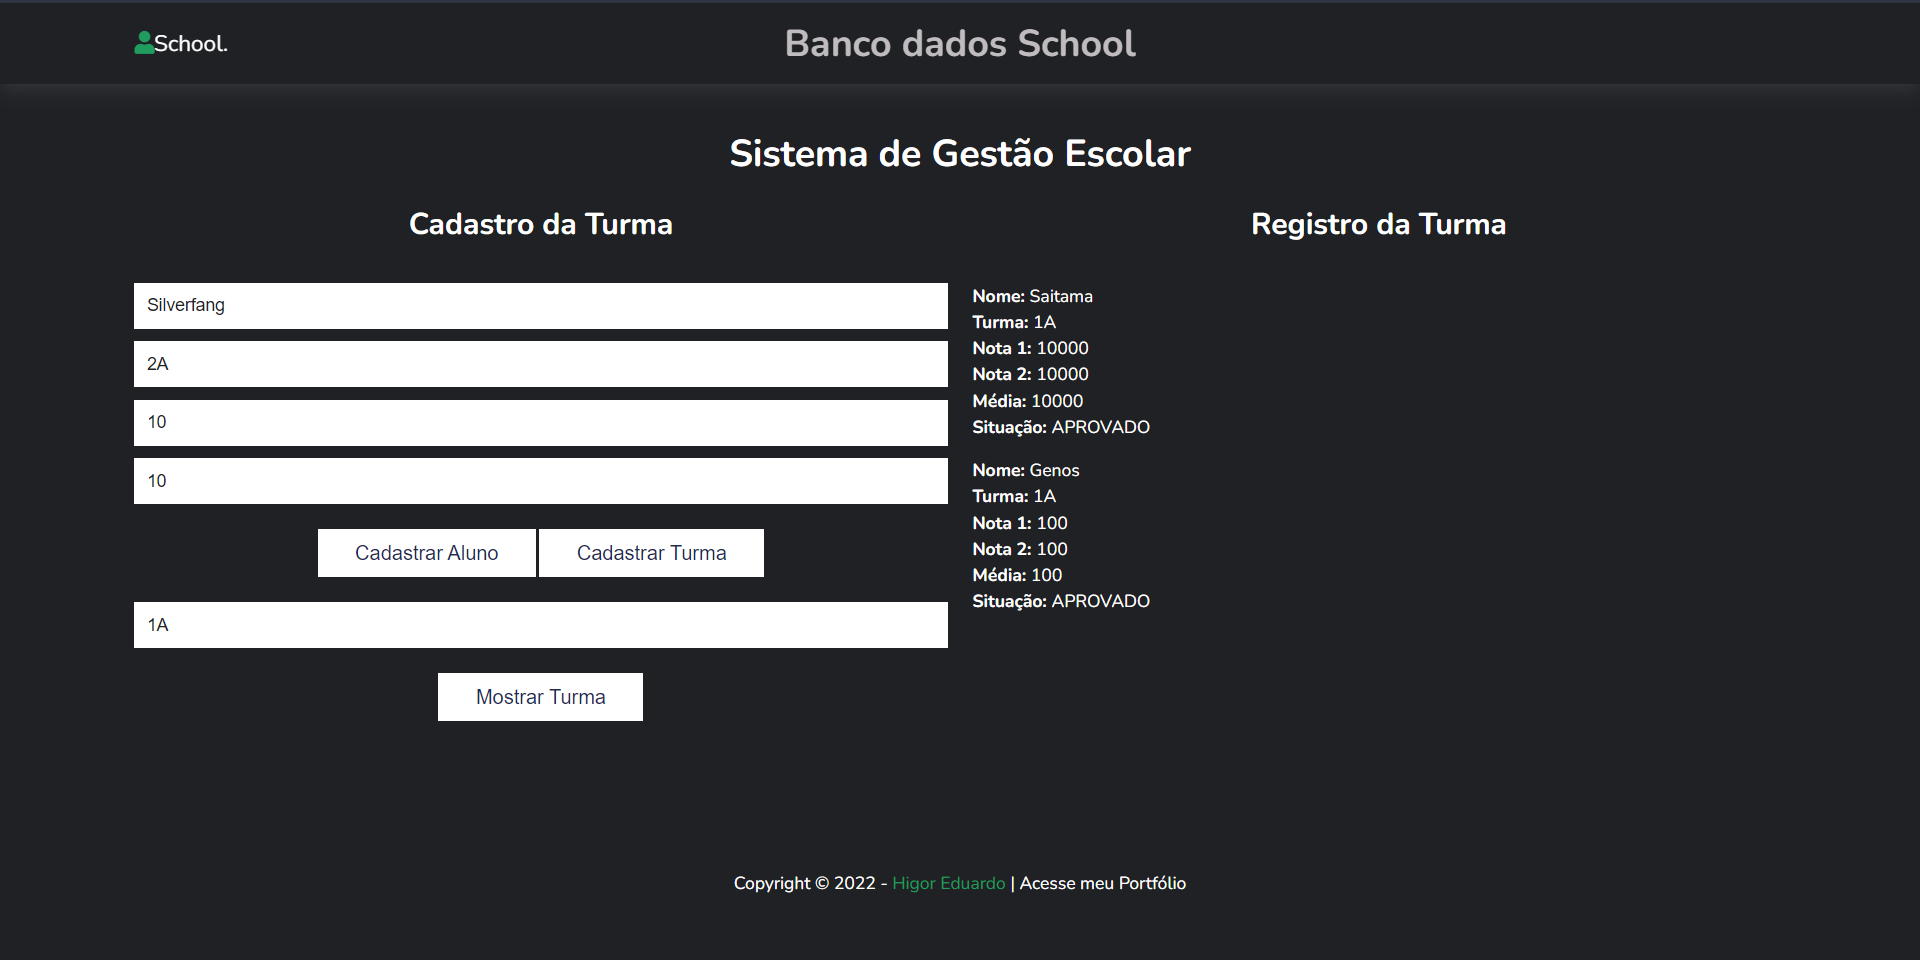 School.
Banco dados School
Sistema de Gestão Escolar
Cadastro da Turma
Silverfang
2A
10
10
Cadastrar Aluno
Cadastrar Turma
1A
Mostrar Turma
Registro da Turma
Nome: Saitama
Turma: 1A
Nota 1: 10000
Nota 2: 10000
Média: 10000
Situação: APROVADO
Nome: Genos
Turma: 1A
Nota 1: 100
Nota 2: 100
Média: 100
Situação: APROVADO
Copyright © 2022 - Higor Eduardo | Acesse meu Portfólio